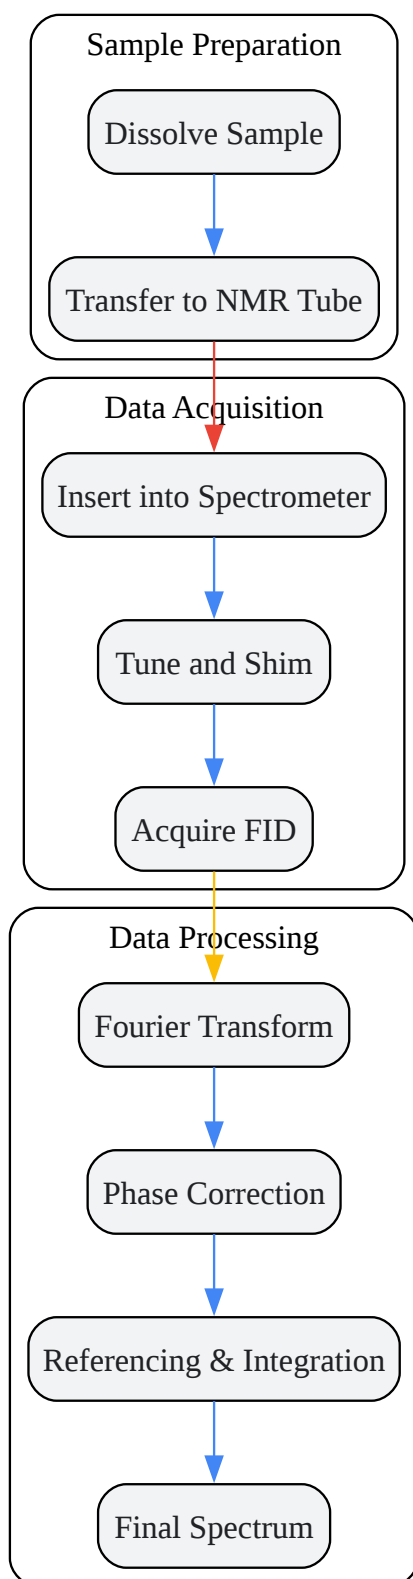 Sample Preparation
Dissolve Sample
Transfer to NMR Tube
Data Acquisition
Insert into Spectrometer
Tune and Shim
Acquire FID
Data Processing
Fourier Transform
Phase Correction
Referencing & Integration
Final Spectrum